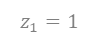 z₁ = 1